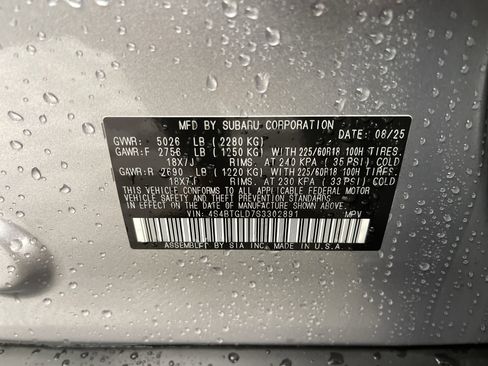 MFD BY SUBARU CORPORATION DATE: 08/25
GVWR: 5026 LB (2280 KG)
GAWR:F 2756 LB (1250 KG) WITH 225/60R18 100H TIRES
18X7J RIMS. AT 240 KPA (35 PSI) COLD
GAWR:R 2690 LB (1220 KG) WITH 225/60R18 100H TIRES
18X7J RIMS. AT 230 KPA (33 PSI) COLD
THIS VEHICLE CONFORMS TO ALL APPLICABLE FEDERAL MOTOR
VEHICLE SAFETY AND THEFT PREVENTION STANDARDS IN EFFECT
ON THE DATE OF MANUFACTURE SHOWN ABOVE.
VIN: 4S4BTGLD7S3302891 MPV
ASSEMBLED BY SIA INC. MADE IN U.S.A.